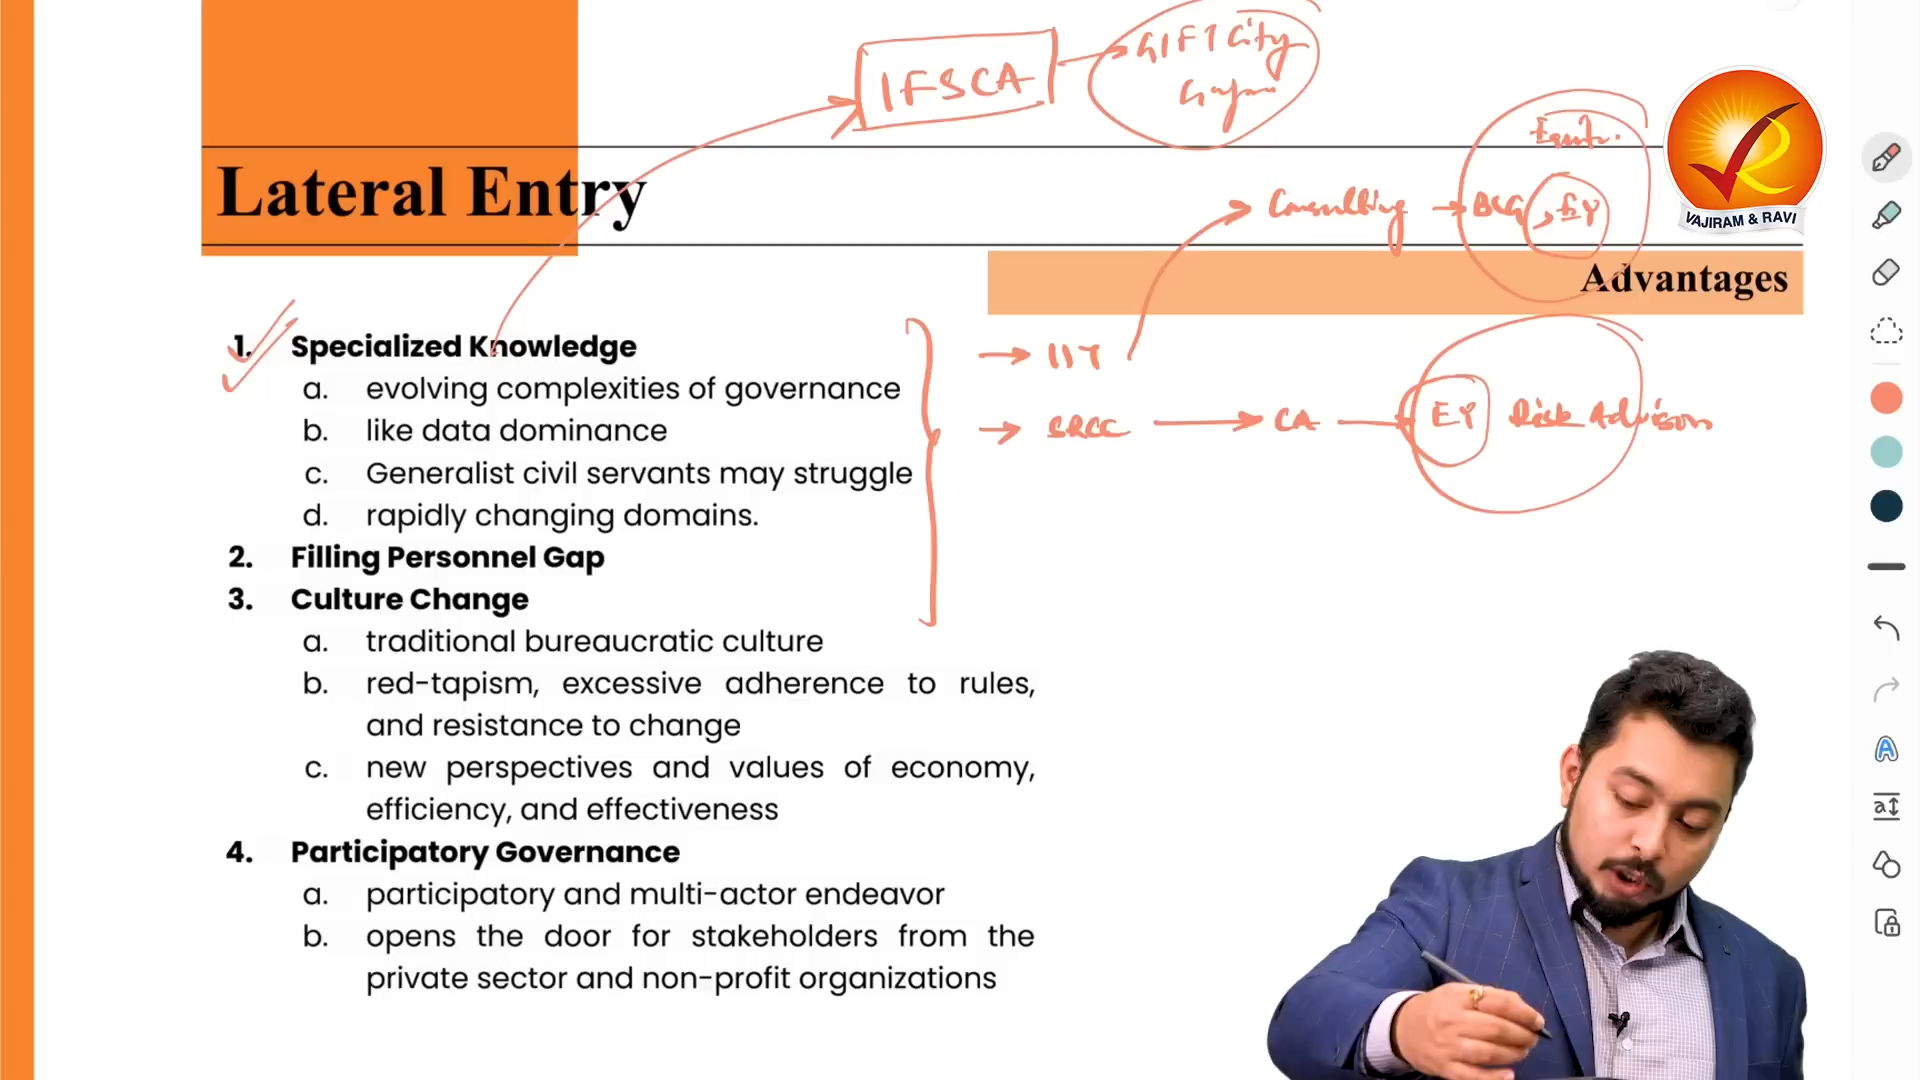 IFSCA
GIFT City
VAJIRAM & RAVI
Lateral Entry
Consulting
BCG
EY
Advantages
1. Specialized Knowledge
a. evolving complexities of governance
b. like data dominance
c. Generalist civil servants may struggle
d. rapidly changing domains.
IIT
SRCC CA EY Risk Advisory
2. Filling Personnel Gap
3. Culture Change
a. traditional bureaucratic culture
b. red-tapism, excessive adherence to rules,
and resistance to change
c. new perspectives and values of economy,
efficiency, and effectiveness
4. Participatory Governance
a. participatory and multi-actor endeavor
b. opens the door for stakeholders from the
private sector and non-profit organizations